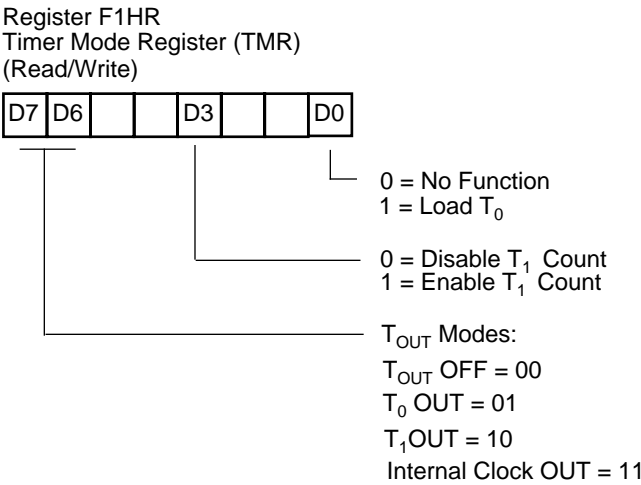 Register F1HR
Timer Mode Register (TMR)
(Read/Write)
D7 D6 D3 D0
0 = No Function
1 = Load T0
0 = Disable T1 Count
1 = Enable T1 Count
TOUT Modes:
TOUT OFF = 00
T0 OUT = 01
T1OUT = 10
Internal Clock OUT = 11